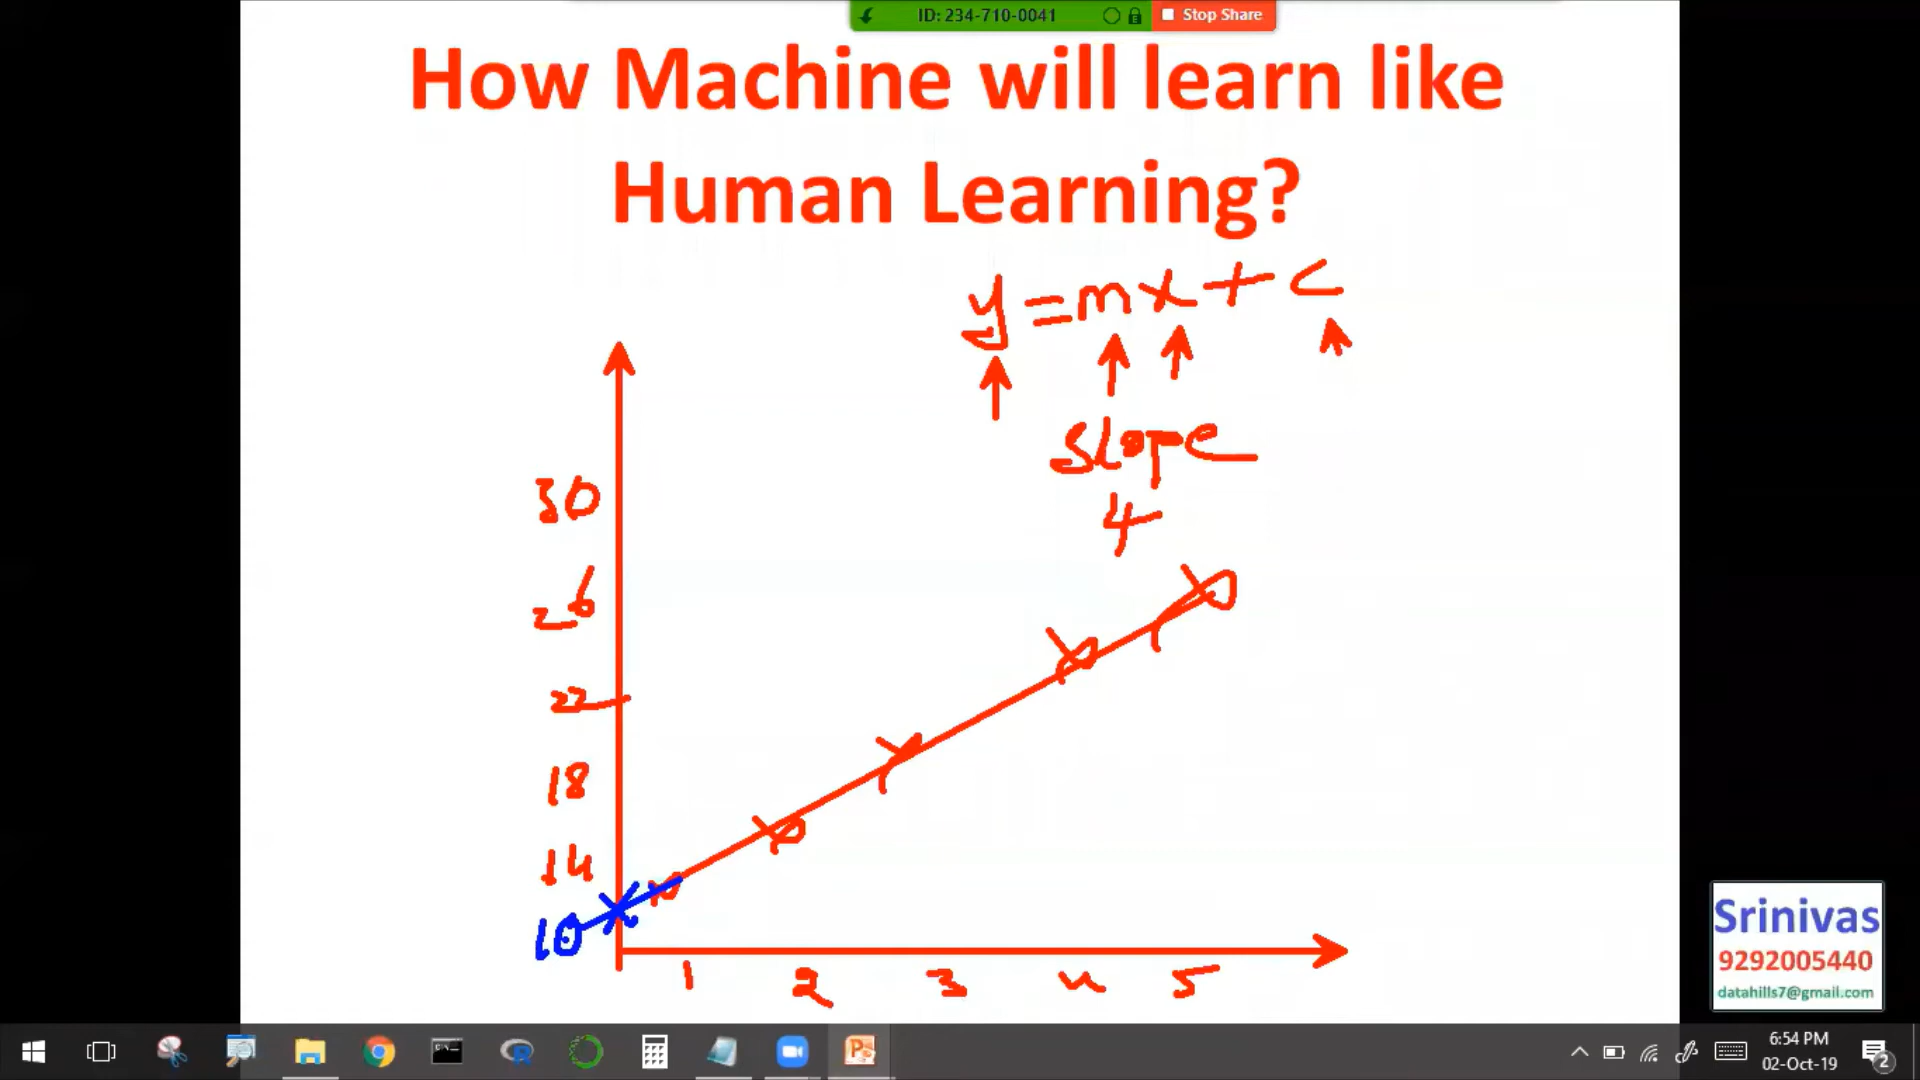 ID: 234-710-0041
Stop Share
How Machine will learn like
Human Learning?
y = mx + c
slope
4
30
26
22
18
14
10
1 2 3 4 5
Srinivas
9292005440
datahills7@gmail.com
6:54 PM
02-Oct-19
2